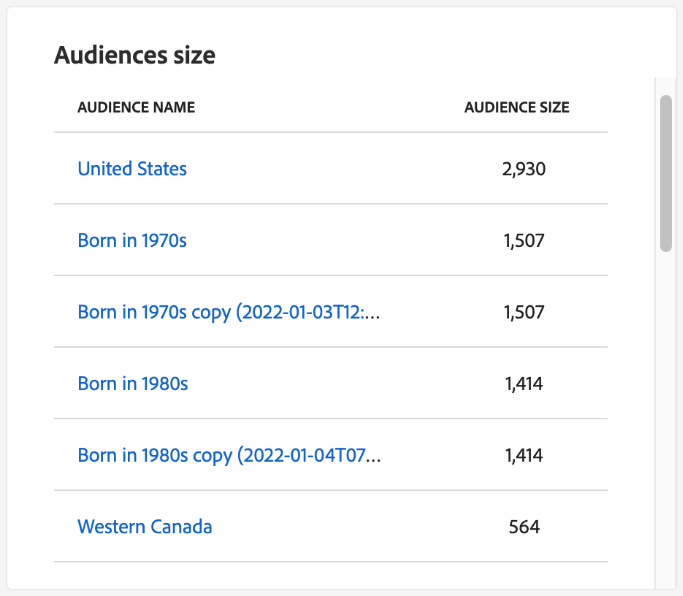 Audiences size
AUDIENCE NAME AUDIENCE SIZE
United States 2,930
Born in 1970s 1,507
Born in 1970s copy (2022-01-03T12:... 1,507
Born in 1980s 1,414
Born in 1980s copy (2022-01-04T07... 1,414
Western Canada 564